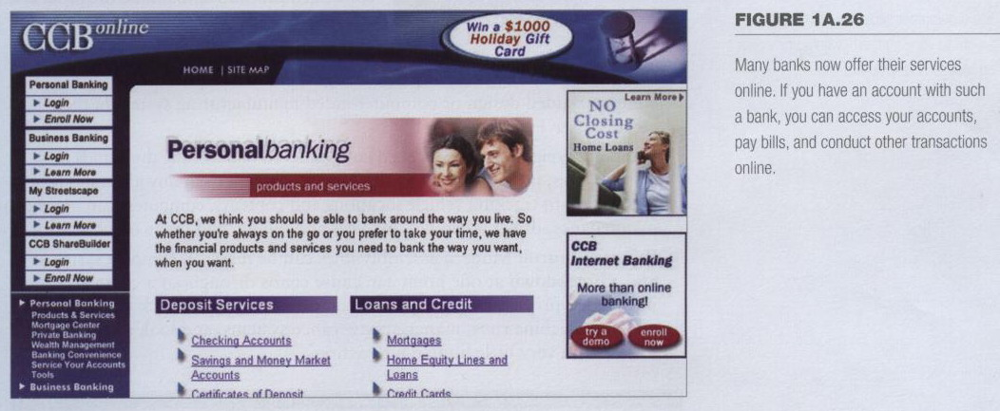 CCB online
Win a $1000
Holiday Gift
Card
HOME | SITE MAP
Personal Banking
Login
Enroll Now
Business Banking
Login
Learn More
My Streetscape
Login
Learn More
CCB ShareBuilder
Login
Enroll Now
Personal Banking
Products & Services
Mortgage Center
Private Banking
Wealth Management
Banking Convenience
Service Your Accounts
Tools
Business Banking
Personalbanking
products and services
At CCB, we think you should be able to bank around the way you live. So
whether you're always on the go or you prefer to take your time, we have
the financial products and services you need to bank the way you want,
when you want.
Deposit Services
Checking Accounts
Savings and Money Market
Accounts
Certificates of Deposit
Loans and Credit
Mortgages
Home Equity Lines and
Loans
Credit Cards
Learn More
NO
Closing
Cost
Home Loans
CCB
Internet Banking
More than online
banking!
try a
demo
enroll
now
FIGURE 1A.26
Many banks now offer their services
online. If you have an account with such
a bank, you can access your accounts,
pay bills, and conduct other transactions
online.